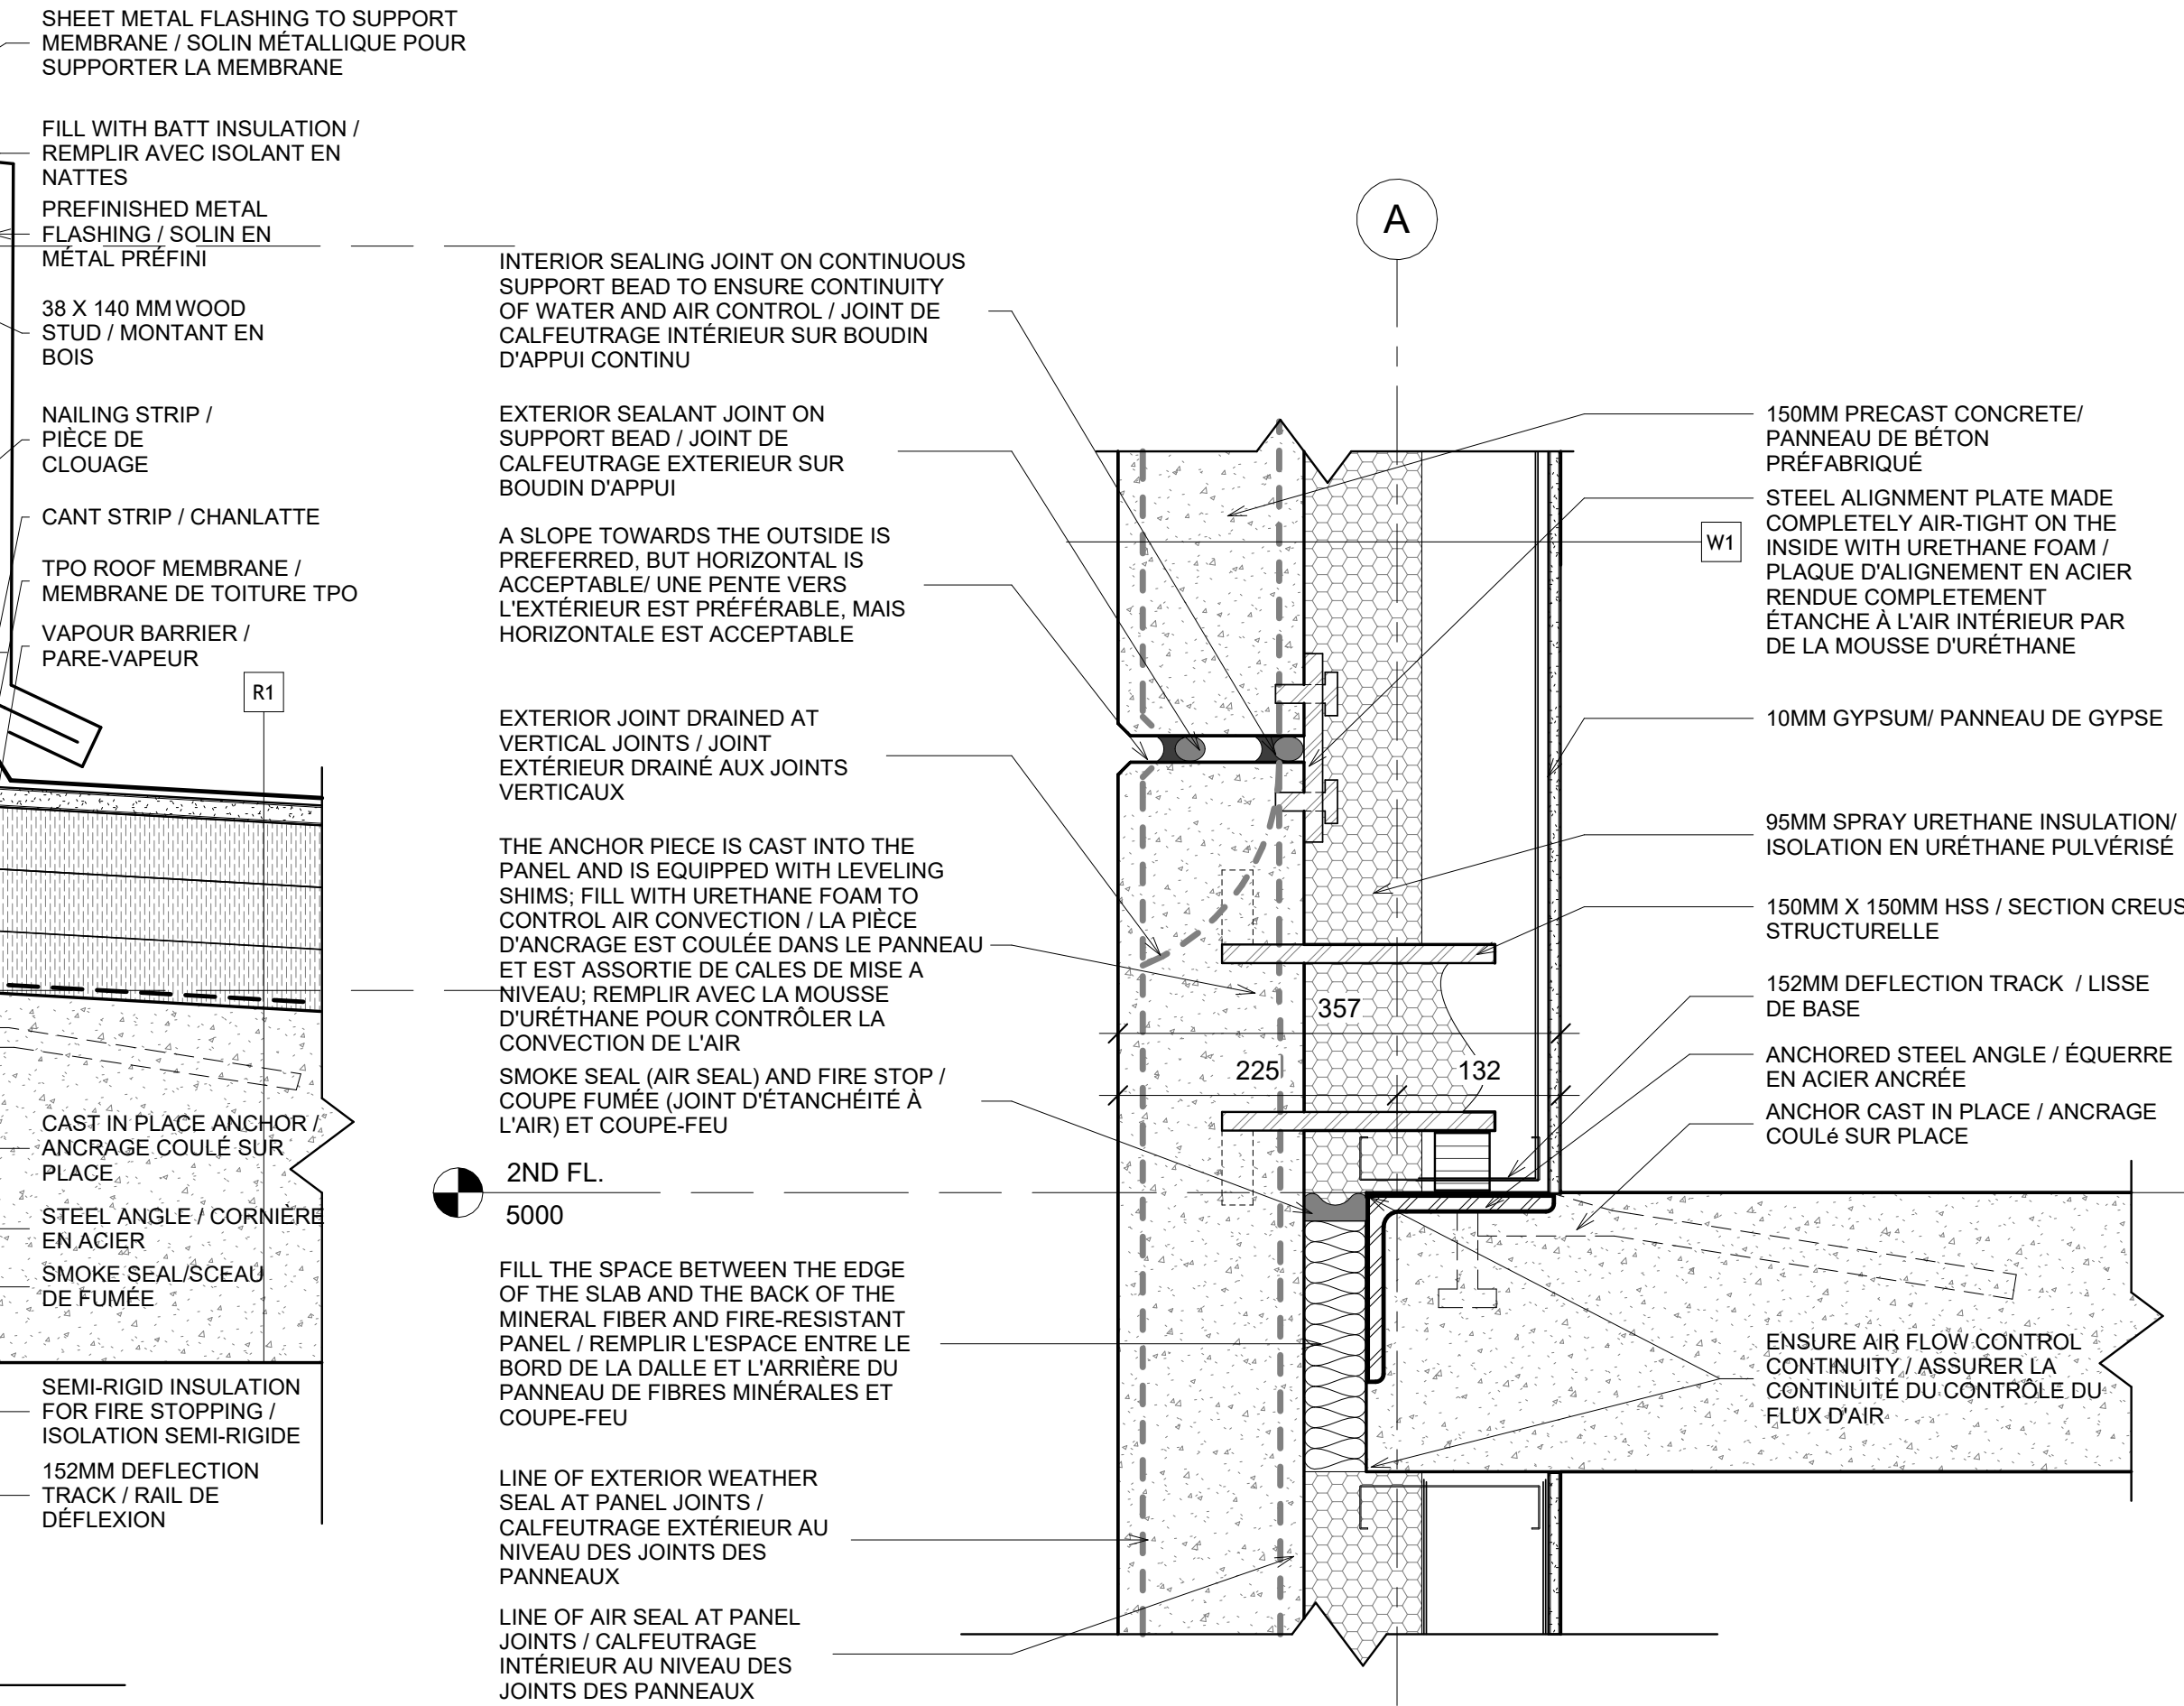 SHEET METAL FLASHING TO SUPPORT
MEMBRANE / SOLIN MÉTALLIQUE POUR
SUPPORTER LA MEMBRANE
FILL WITH BATT INSULATION /
REMPLIR AVEC ISOLANT EN
NATTES
PREFINISHED METAL
FLASHING / SOLIN EN
MÉTAL PRÉFINI
38 X 140 MM WOOD
STUD / MONTANT EN
BOIS
NAILING STRIP /
PIÈCE DE
CLOUAGE
CANT STRIP / CHANLATTE
TPO ROOF MEMBRANE /
MEMBRANE DE TOITURE TPO
VAPOUR BARRIER /
PARE-VAPEUR
R1
CAST IN PLACE ANCHOR /
ANCRAGE COULÉ SUR
PLACE
STEEL ANGLE / CORNIÈRE
EN ACIER
SMOKE SEAL/SCEAU
DE FUMÉE
SEMI-RIGID INSULATION
FOR FIRE STOPPING /
ISOLATION SEMI-RIGIDE
152MM DEFLECTION
TRACK / RAIL DE
DÉFLEXION
INTERIOR SEALING JOINT ON CONTINUOUS
SUPPORT BEAD TO ENSURE CONTINUITY
OF WATER AND AIR CONTROL / JOINT DE
CALFEUTRAGE INTÉRIEUR SUR BOUDIN
D'APPUI CONTINU
EXTERIOR SEALANT JOINT ON
SUPPORT BEAD / JOINT DE
CALFEUTRAGE EXTERIEUR SUR
BOUDIN D'APPUI
A SLOPE TOWARDS THE OUTSIDE IS
PREFERRED, BUT HORIZONTAL IS
ACCEPTABLE/ UNE PENTE VERS
L'EXTÉRIEUR EST PRÉFÉRABLE, MAIS
HORIZONTALE EST ACCEPTABLE
EXTERIOR JOINT DRAINED AT
VERTICAL JOINTS / JOINT
EXTÉRIEUR DRAINÉ AUX JOINTS
VERTICAUX
THE ANCHOR PIECE IS CAST INTO THE
PANEL AND IS EQUIPPED WITH LEVELING
SHIMS; FILL WITH URETHANE FOAM TO
CONTROL AIR CONVECTION / LA PIÈCE
D'ANCRAGE EST COULÉE DANS LE PANNEAU
ET EST ASSORTIE DE CALES DE MISE A
NIVEAU; REMPLIR AVEC LA MOUSSE
D'URÉTHANE POUR CONTRÔLER LA
CONVECTION DE L'AIR
SMOKE SEAL (AIR SEAL) AND FIRE STOP /
COUPE FUMÉE (JOINT D'ÉTANCHÉITÉ À
L'AIR) ET COUPE-FEU
2ND FL.
5000
FILL THE SPACE BETWEEN THE EDGE
OF THE SLAB AND THE BACK OF THE
MINERAL FIBER AND FIRE-RESISTANT
PANEL / REMPLIR L'ESPACE ENTRE LE
BORD DE LA DALLE ET L'ARRIÈRE DU
PANNEAU DE FIBRES MINÉRALES ET
COUPE-FEU
LINE OF EXTERIOR WEATHER
SEAL AT PANEL JOINTS /
CALFEUTRAGE EXTÉRIEUR AU
NIVEAU DES JOINTS DES
PANNEAUX
LINE OF AIR SEAL AT PANEL
JOINTS / CALFEUTRAGE
INTÉRIEUR AU NIVEAU DES
JOINTS DES PANNEAUX
A
357
225
132
150MM PRECAST CONCRETE/
PANNEAU DE BÉTON
PRÉFABRIQUÉ
STEEL ALIGNMENT PLATE MADE
COMPLETELY AIR-TIGHT ON THE
INSIDE WITH URETHANE FOAM /
PLAQUE D'ALIGNEMENT EN ACIER
RENDUE COMPLETEMENT
ÉTANCHE À L'AIR INTÉRIEUR PAR
DE LA MOUSSE D'URÉTHANE
W1
10MM GYPSUM/ PANNEAU DE GYPSE
95MM SPRAY URETHANE INSULATION/
ISOLATION EN URÉTHANE PULVÉRISÉ
150MM X 150MM HSS / SECTION CREUS
STRUCTURELLE
152MM DEFLECTION TRACK / LISSE
DE BASE
ANCHORED STEEL ANGLE / ÉQUERRE
EN ACIER ANCRÉE
ANCHOR CAST IN PLACE / ANCRAGE
COULé SUR PLACE
ENSURE AIR FLOW CONTROL
CONTINUITY / ASSURER LA
CONTINUITÉ DU CONTRÔLE DU
FLUX D'AIR